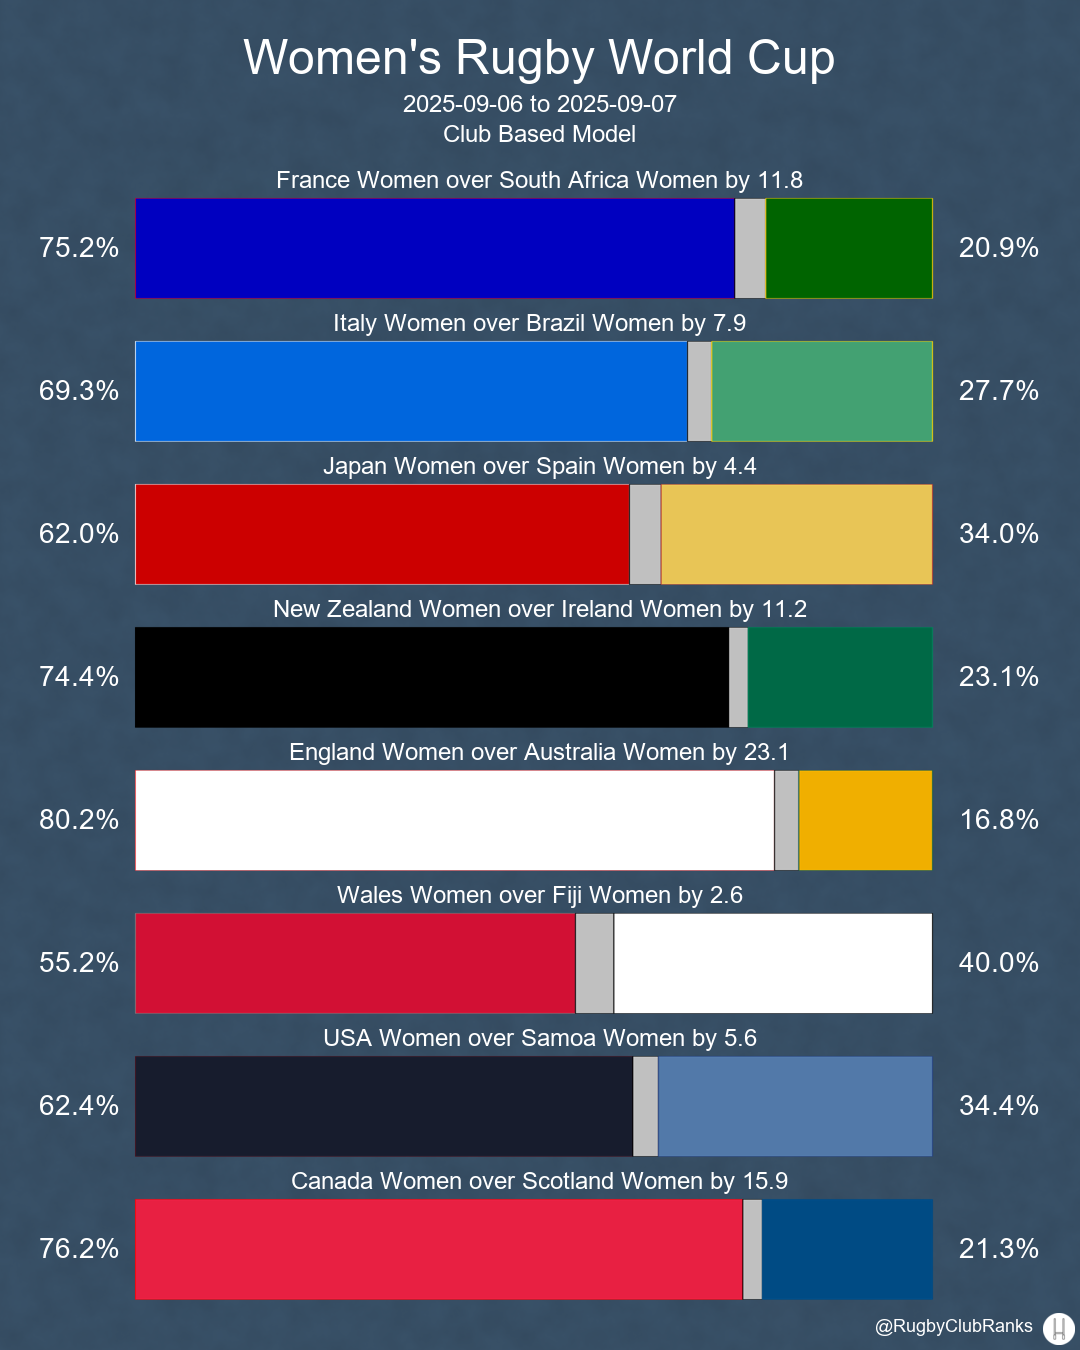 Women's Rugby World Cup
2025-09-06 to 2025-09-07
Club Based Model
France Women over South Africa Women by 11.8
75.2% 20.9%
Italy Women over Brazil Women by 7.9
69.3% 27.7%
Japan Women over Spain Women by 4.4
62.0% 34.0%
New Zealand Women over Ireland Women by 11.2
74.4% 23.1%
England Women over Australia Women by 23.1
80.2% 16.8%
Wales Women over Fiji Women by 2.6
55.2% 40.0%
USA Women over Samoa Women by 5.6
62.4% 34.4%
Canada Women over Scotland Women by 15.9
76.2% 21.3%
@RugbyClubRanks